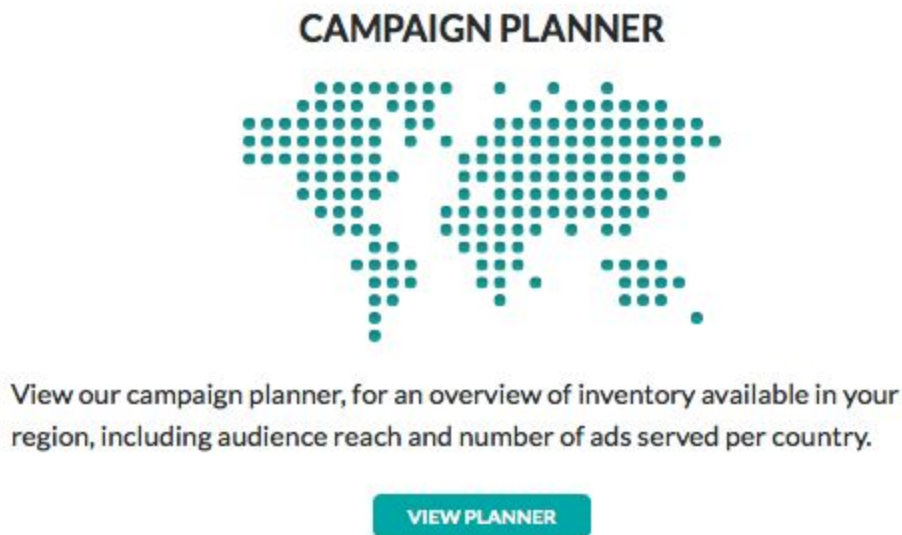 CAMPAIGN PLANNER
View our campaign planner, for an overview of inventory available in your
region, including audience reach and number of ads served per country.
VIEW PLANNER